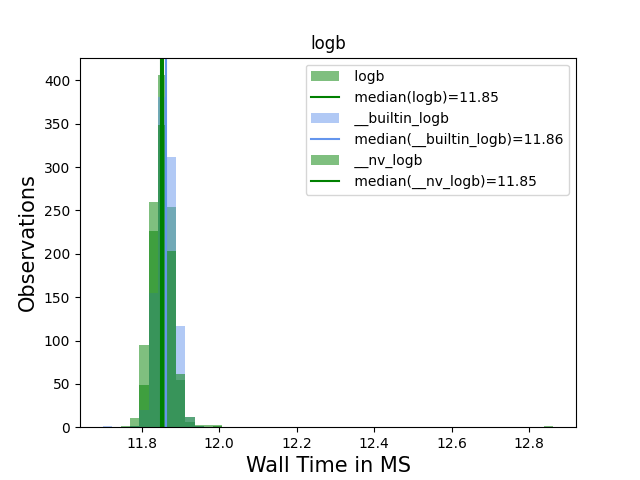 logb
400
350
300
250
200
150
100
50
0
Observations
logb
median(logb)=11.85
__builtin_logb
median(__builtin_logb)=11.86
__nv_logb
median(__nv_logb)=11.85
11.8 12.0 12.2 12.4 12.6 12.8
Wall Time in MS